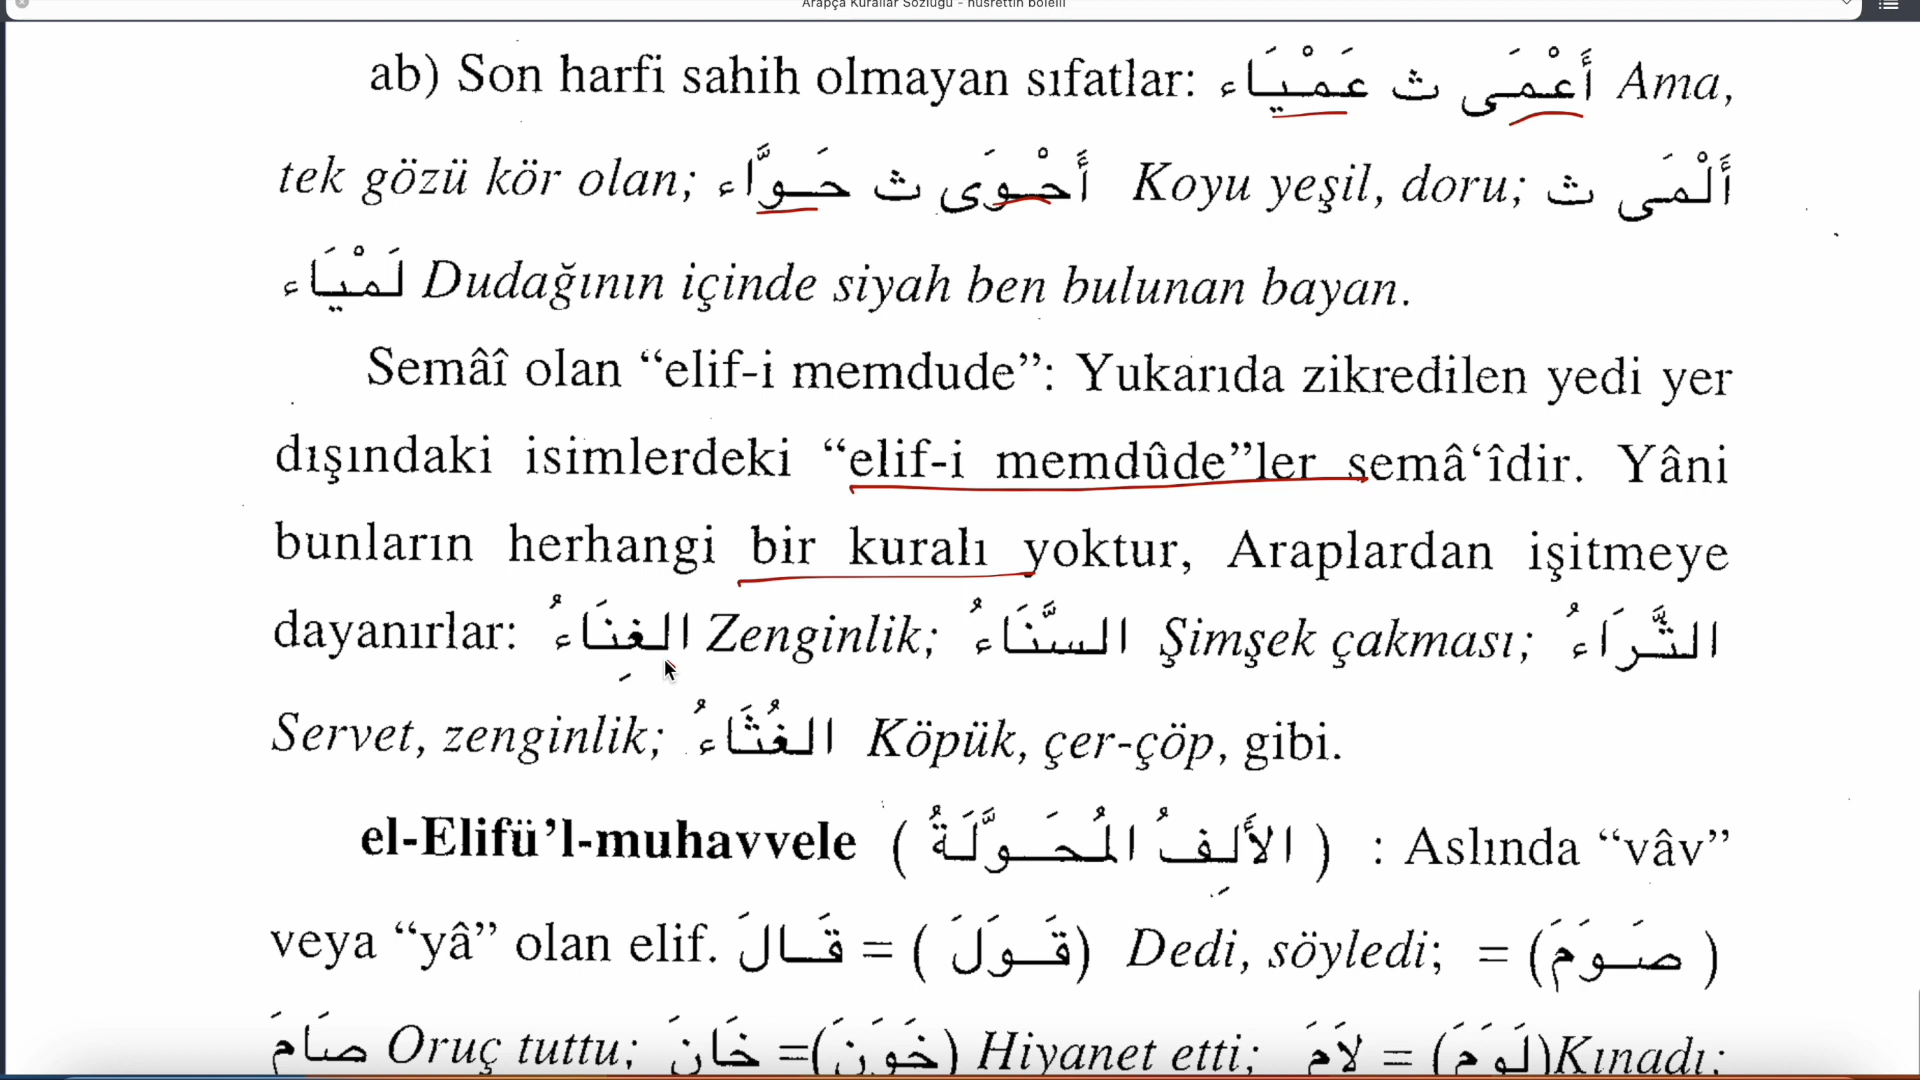 Arapça Kurallar Sözlüğü - nusrettin bolelli
ab) Son harfi sahih olmayan sıfatlar: أَعْمَى ث عَمْيَاء Ama,
tek gözü kör olan; أَحْوَى ث حَوَّاء Koyu yeşil, doru; أَلْمَى ث
لَمْيَاء Dudağının içinde siyah ben bulunan bayan.
Semâî olan “elif-i memdude”: Yukarıda zikredilen yedi yer
dışındaki isimlerdeki “elif-i memdûde”ler semâ‘îdir. Yâni
bunların herhangi bir kuralı yoktur, Araplardan işitmeye
dayanırlar: الغِنَاءُ Zenginlik; السَّنَاءُ Şimşek çakması; الثَّرَاءُ
Servet, zenginlik; الغُثَاءُ Köpük, çer-çöp, gibi.
el-Elifü’l-muhavvele ( الأَلِفُ المُحَوَّلَةُ ) : Aslında “vâv”
veya “yâ” olan elif. قَالَ = ( قَوَلَ ) Dedi, söyledi; = ( صَوَمَ )
صَامَ Oruç tuttu; خَانَ =(خَوَنَ) Hiyanet etti; لاَمَ = (لَوَمَ)Kınadı;